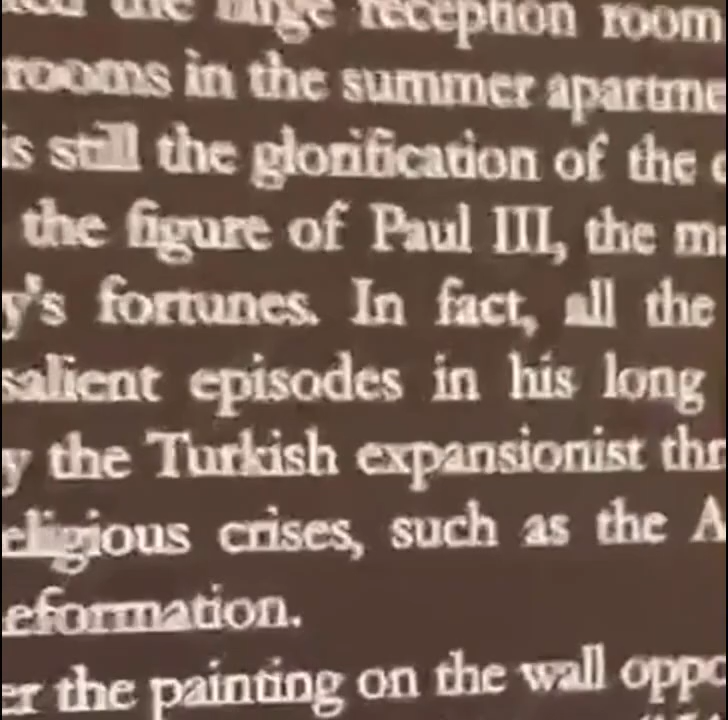 the large reception room
rooms in the summer apartme
is still the glorification of the
the figure of Paul III, the m
y's fortunes. In fact, all the
salient episodes in his long
y the Turkish expansionist thr
eligious crises, such as the A
eformation.
er the painting on the wall oppo